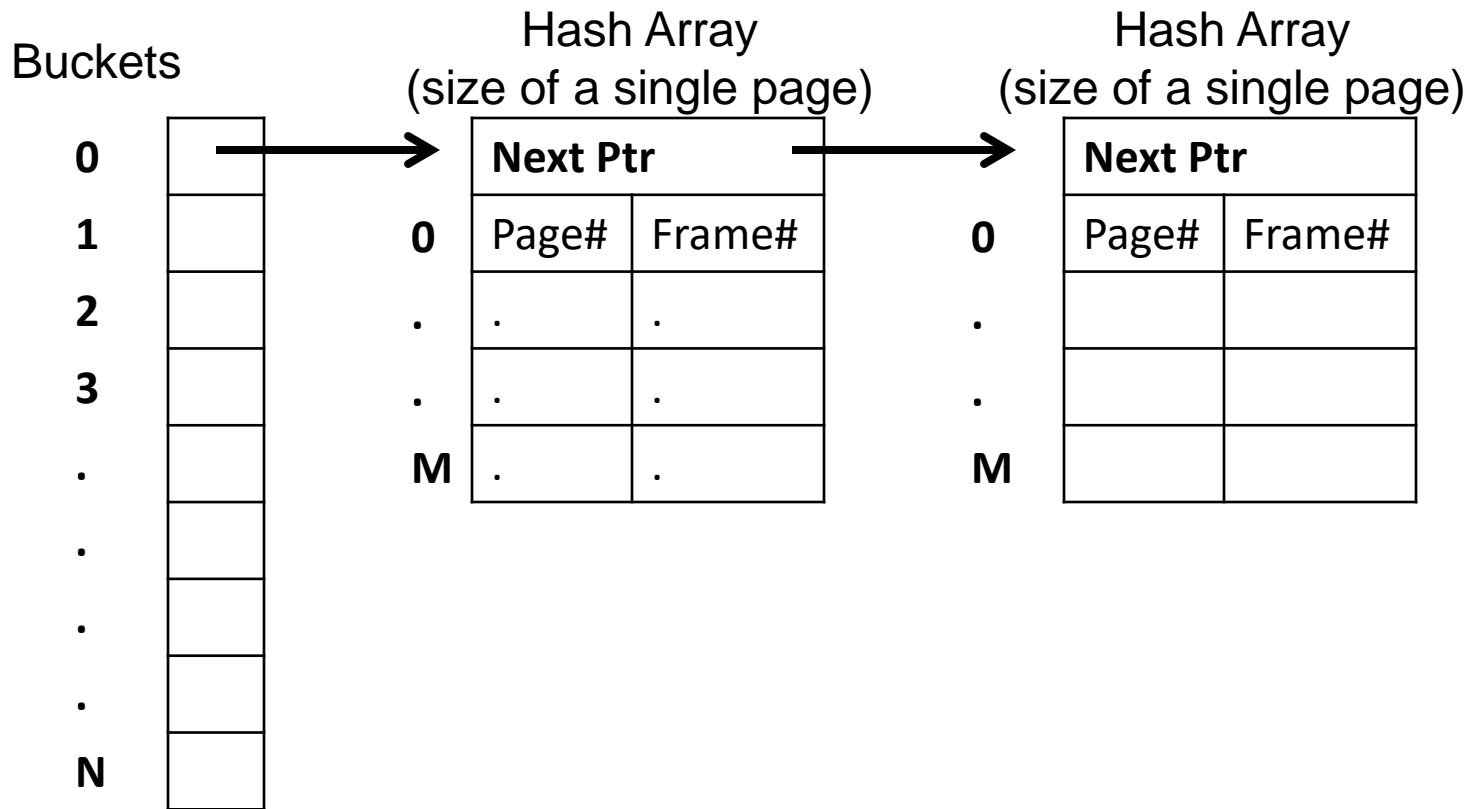 Buckets
Hash Array
(size of a single page)
Hash Array
(size of a single page)
0
Next Ptr
Next Ptr
1
0
Page# Frame#
0
Page# Frame#
2
. . .
.
3
. . .
.
.
M . .
M
.
.
.
N